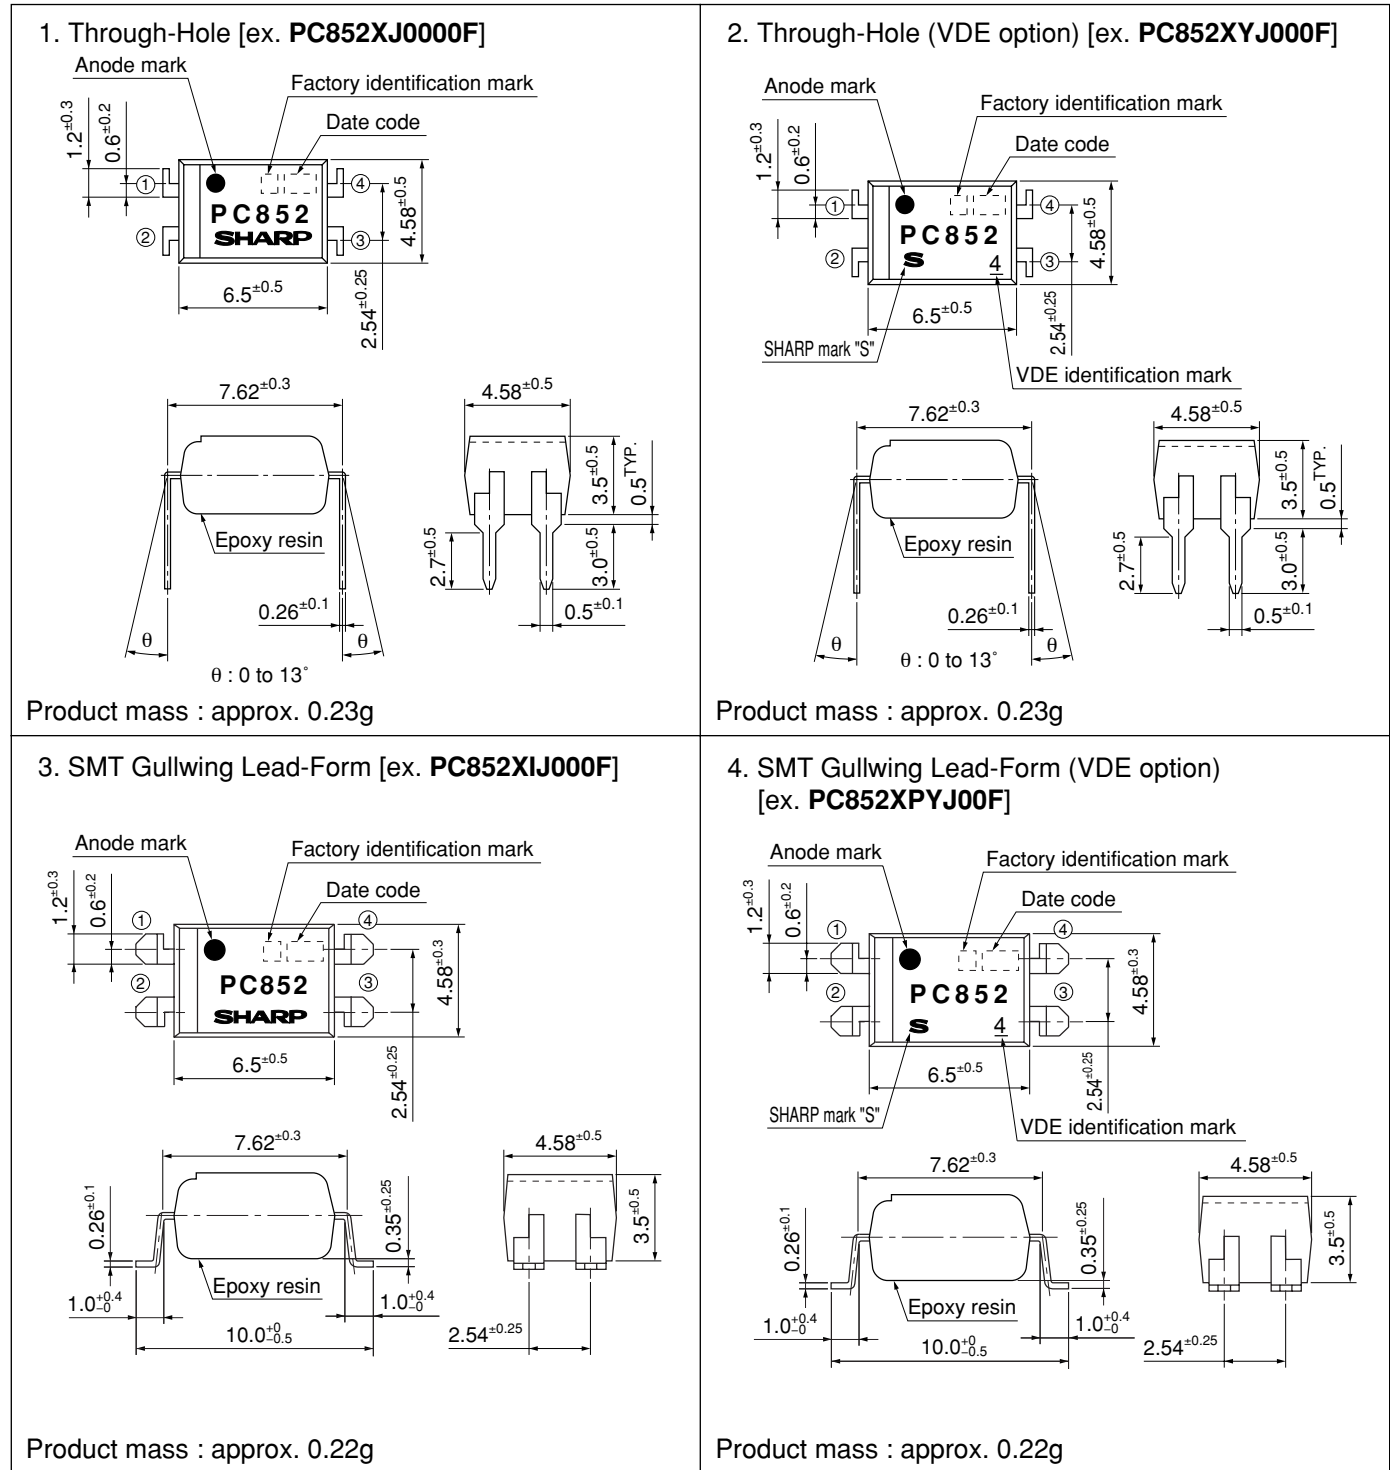 1. Through-Hole [ex. PC852XJ0000F]
Anode mark
Factory identification mark
Date code
1.2±0.3
0.6±0.2
①
④
PC852
②
SHARP
③
4.58±0.5
6.5±0.5
2.54±0.25
7.62±0.3
4.58±0.5
3.5±0.5
0.5TYP.
Epoxy resin
2.7±0.5
3.0±0.5
0.26±0.1
0.5±0.1
θ
θ
θ : 0 to 13˚
Product mass : approx. 0.23g
2. Through-Hole (VDE option) [ex. PC852XYJ000F]
Anode mark
Factory identification mark
Date code
1.2±0.3
0.6±0.2
①
④
PC852
②
S
4
③
4.58±0.5
6.5±0.5
2.54±0.25
SHARP mark "S"
VDE identification mark
7.62±0.3
4.58±0.5
3.5±0.5
0.5TYP.
Epoxy resin
2.7±0.5
3.0±0.5
0.26±0.1
0.5±0.1
θ
θ
θ : 0 to 13˚
Product mass : approx. 0.23g
3. SMT Gullwing Lead-Form [ex. PC852XIJ000F]
Anode mark
Factory identification mark
Date code
1.2±0.3
0.6±0.2
①
④
②
③
PC852
SHARP
4.58±0.3
6.5±0.5
2.54±0.25
7.62±0.3
4.58±0.5
0.26±0.1
0.35±0.25
3.5±0.5
Epoxy resin
1.0+0.4−0
1.0+0.4−0
10.0+0−0.5
2.54±0.25
Product mass : approx. 0.22g
4. SMT Gullwing Lead-Form (VDE option)
[ex. PC852XPYJ00F]
Anode mark
Factory identification mark
Date code
1.2±0.3
0.6±0.2
①
④
②
③
PC852
S
4
4.58±0.3
6.5±0.5
2.54±0.25
SHARP mark "S"
VDE identification mark
7.62±0.3
4.58±0.5
0.26±0.1
0.35±0.25
3.5±0.5
Epoxy resin
1.0+0.4−0
1.0+0.4−0
10.0+0−0.5
2.54±0.25
Product mass : approx. 0.22g